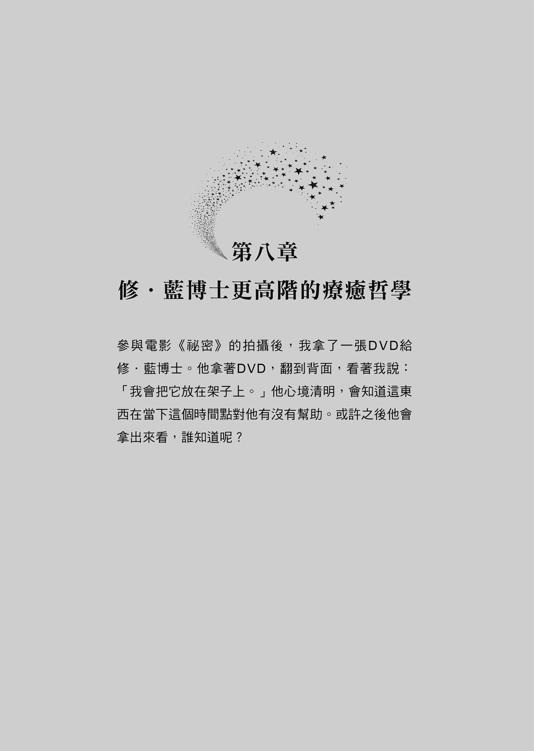 第八章
修．藍博士更高階的療癒哲學
參與電影《祕密》的拍攝後，我拿了一張DVD給
修．藍博士。他拿著DVD，翻到背面，看著我說：
「我會把它放在架子上。」他心境清明，會知道這東
西在當下這個時間點對他有沒有幫助。或許之後他會
拿出來看，誰知道呢？